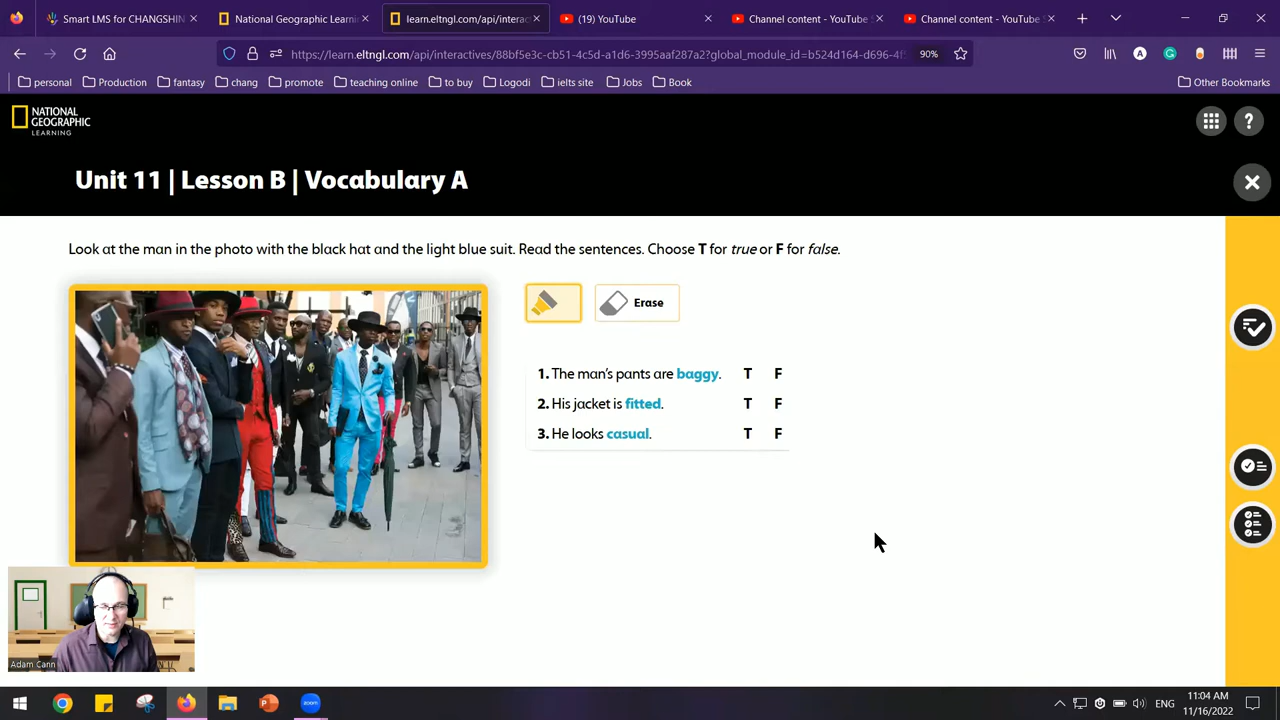 Smart LMS for CHANGSHIN
National Geographic Learni
learn.eltngl.com/api/interac
(19) YouTube
Channel content - YouTube S
Channel content - YouTube S
https://learn.eltngl.com/api/interactives/88bf5e3c-cb51-4c5d-a1d6-3995aaf287a2?global_module_id=b524d164-d696-4f5
90%
personal
Production
fantasy
chang
promote
teaching online
to buy
Logodi
ielts site
Jobs
Book
Other Bookmarks
NATIONAL
GEOGRAPHIC
LEARNING
Unit 11 | Lesson B | Vocabulary A
Look at the man in the photo with the black hat and the light blue suit. Read the sentences. Choose T for true or F for false.
Erase
1. The man's pants are baggy. T F
2. His jacket is fitted. T F
3. He looks casual. T F
Adam Cann
zoom
ENG
11:04 AM
11/16/2022